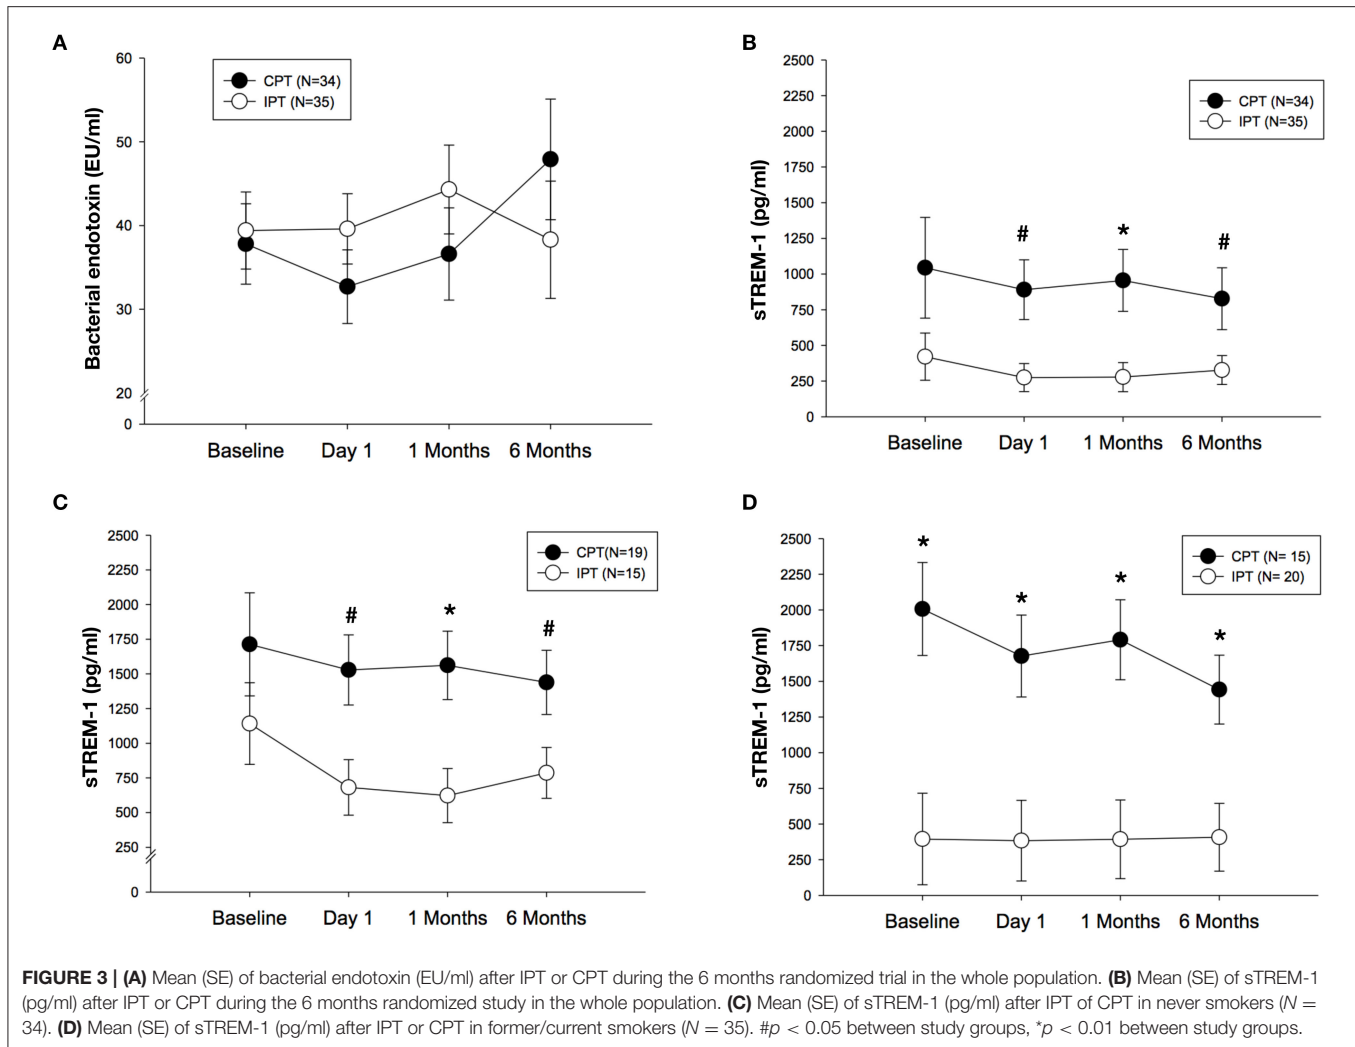 A
Bacterial endotoxin (EU/ml)
60
50
40
30
20
0
CPT (N=34)
IPT (N=35)
Baseline Day 1 1 Months 6 Months
B
sTREM-1 (pg/ml)
2500
2250
2000
1750
1500
1250
1000
750
500
250
0
CPT (N=34)
IPT (N=35)
# * #
Baseline Day 1 1 Months 6 Months
C
sTREM-1 (pg/ml)
2500
2250
2000
1750
1500
1250
1000
750
500
250
0
CPT(N=19)
IPT (N=15)
# * #
Baseline Day 1 1 Months 6 Months
D
sTREM-1 (pg/ml)
2500
2250
2000
1750
1500
1250
1000
750
500
250
0
CPT (N= 15)
IPT (N= 20)
* * * *
Baseline Day 1 1 Months 6 Months
FIGURE 3 | (A) Mean (SE) of bacterial endotoxin (EU/ml) after IPT or CPT during the 6 months randomized trial in the whole population. (B) Mean (SE) of sTREM-1
(pg/ml) after IPT or CPT during the 6 months randomized study in the whole population. (C) Mean (SE) of sTREM-1 (pg/ml) after IPT of CPT in never smokers (N =
34). (D) Mean (SE) of sTREM-1 (pg/ml) after IPT or CPT in former/current smokers (N = 35). #p < 0.05 between study groups, *p < 0.01 between study groups.